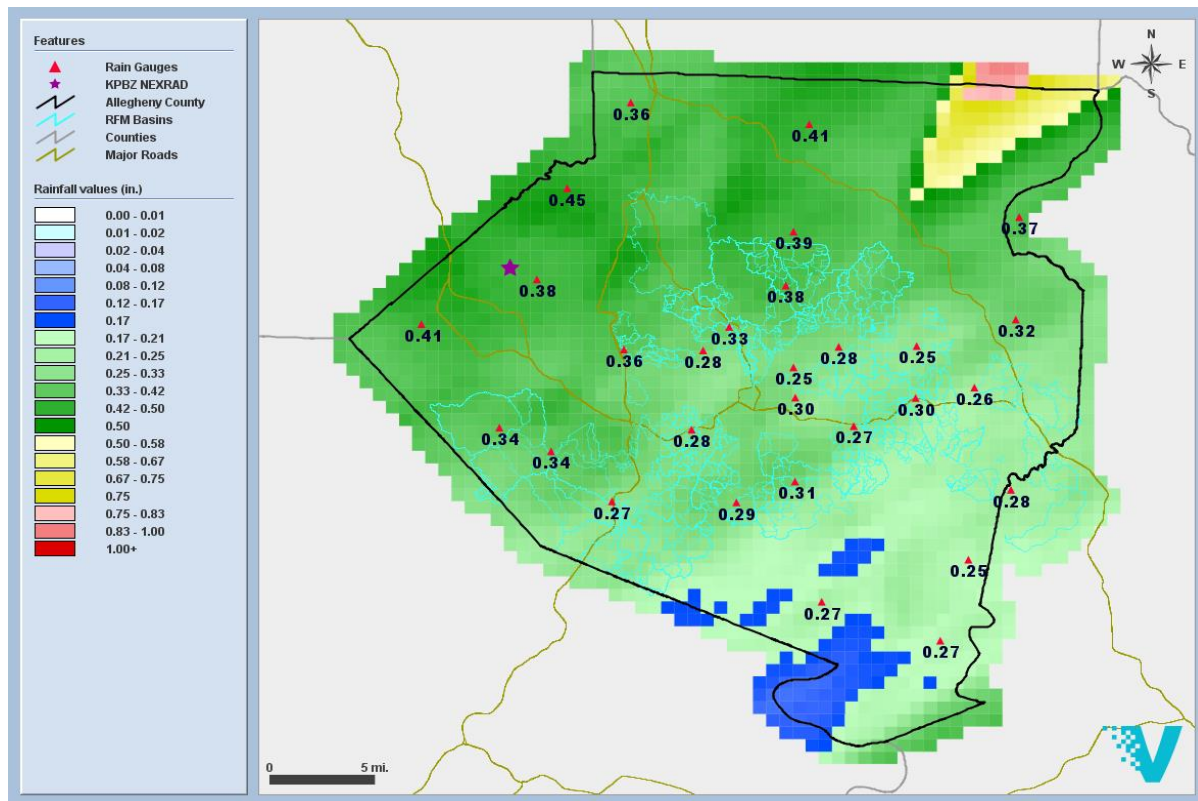 Features
Rain Gauges
KPBZ NEXRAD
Allegheny County
RFM Basins
Counties
Major Roads
Rainfall values (in.)
0.00 - 0.01
0.01 - 0.02
0.02 - 0.04
0.04 - 0.08
0.08 - 0.12
0.12 - 0.17
0.17
0.17 - 0.21
0.21 - 0.25
0.25 - 0.33
0.33 - 0.42
0.42 - 0.50
0.50
0.50 - 0.58
0.58 - 0.67
0.67 - 0.75
0.75
0.75 - 0.83
0.83 - 1.00
1.00+
N
W E
S
0.36
0.41
0.45
0.37
0.39
0.38
0.38
0.41
0.32
0.33
0.36
0.28
0.28
0.25
0.25
0.26
0.30
0.30
0.34
0.28
0.27
0.34
0.31
0.28
0.27
0.29
0.25
0.27
0.27
0 5 mi.
V